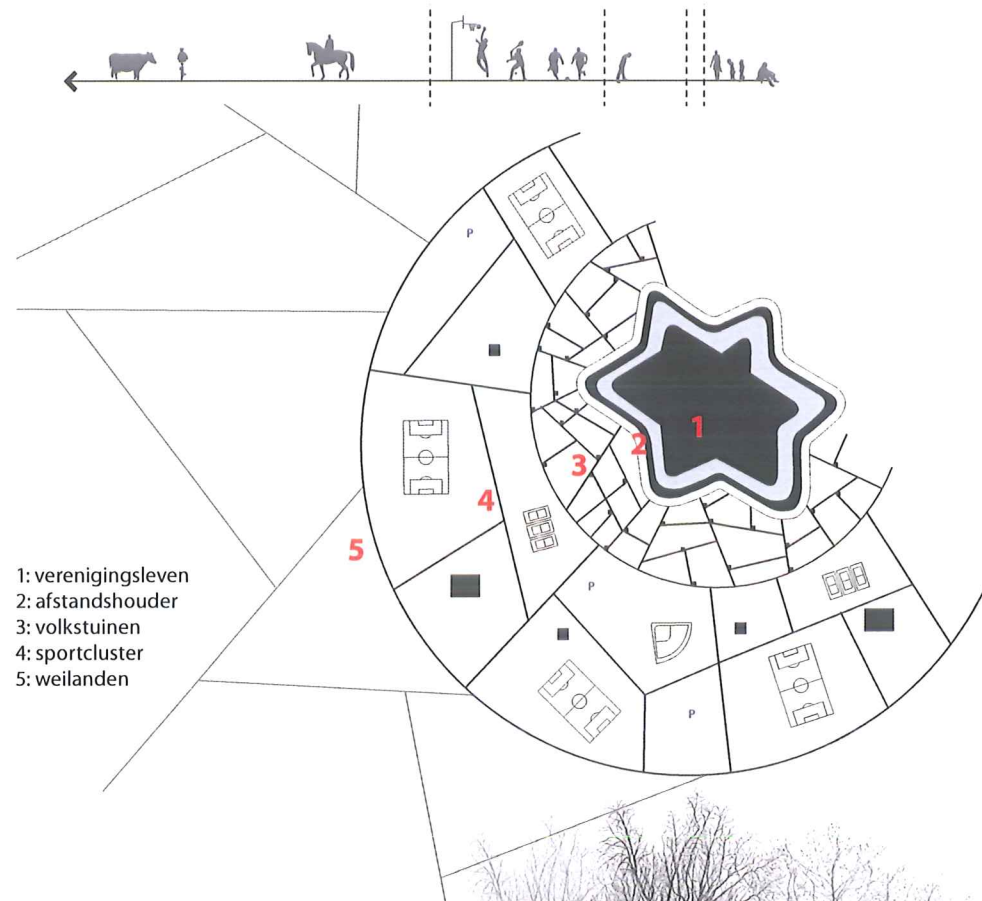 P
1
2
3
4
5
1: verenigingsleven
2: afstandshouder
3: volkstuinen
4: sportcluster
5: weilanden
P
P